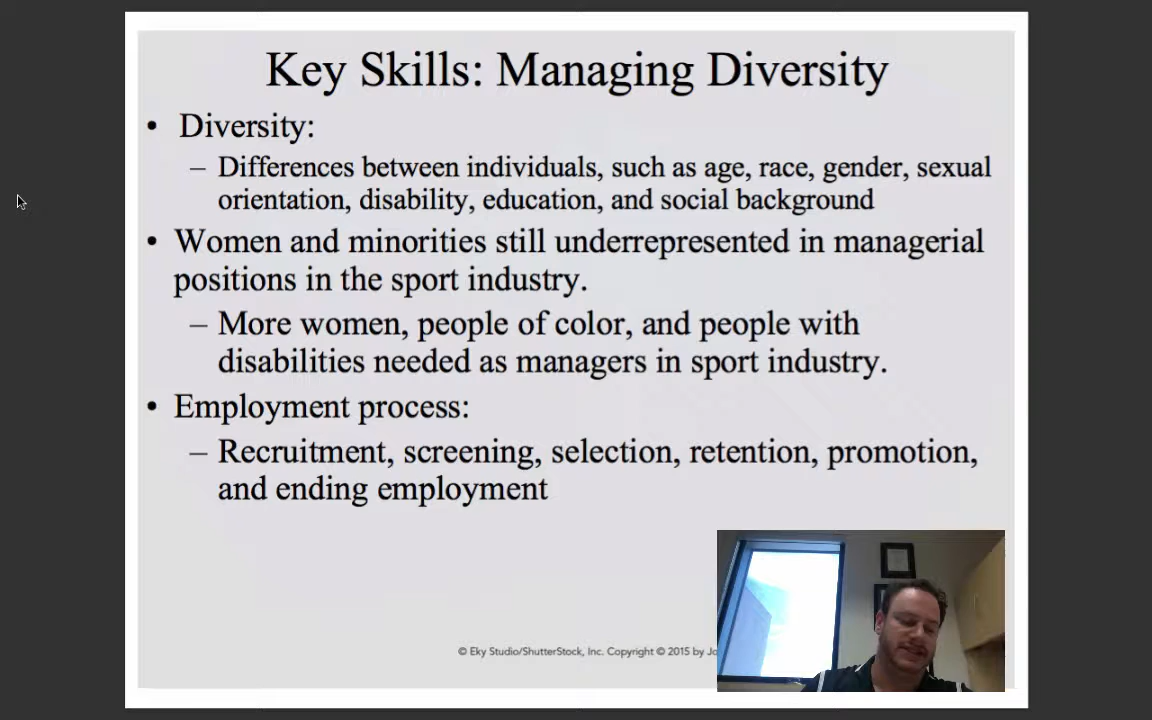 Key Skills: Managing Diversity
• Diversity:
– Differences between individuals, such as age, race, gender, sexual
orientation, disability, education, and social background
• Women and minorities still underrepresented in managerial
positions in the sport industry.
– More women, people of color, and people with
disabilities needed as managers in sport industry.
• Employment process:
– Recruitment, screening, selection, retention, promotion,
and ending employment
© Eky Studio/ShutterStock, Inc. Copyright © 2015 by